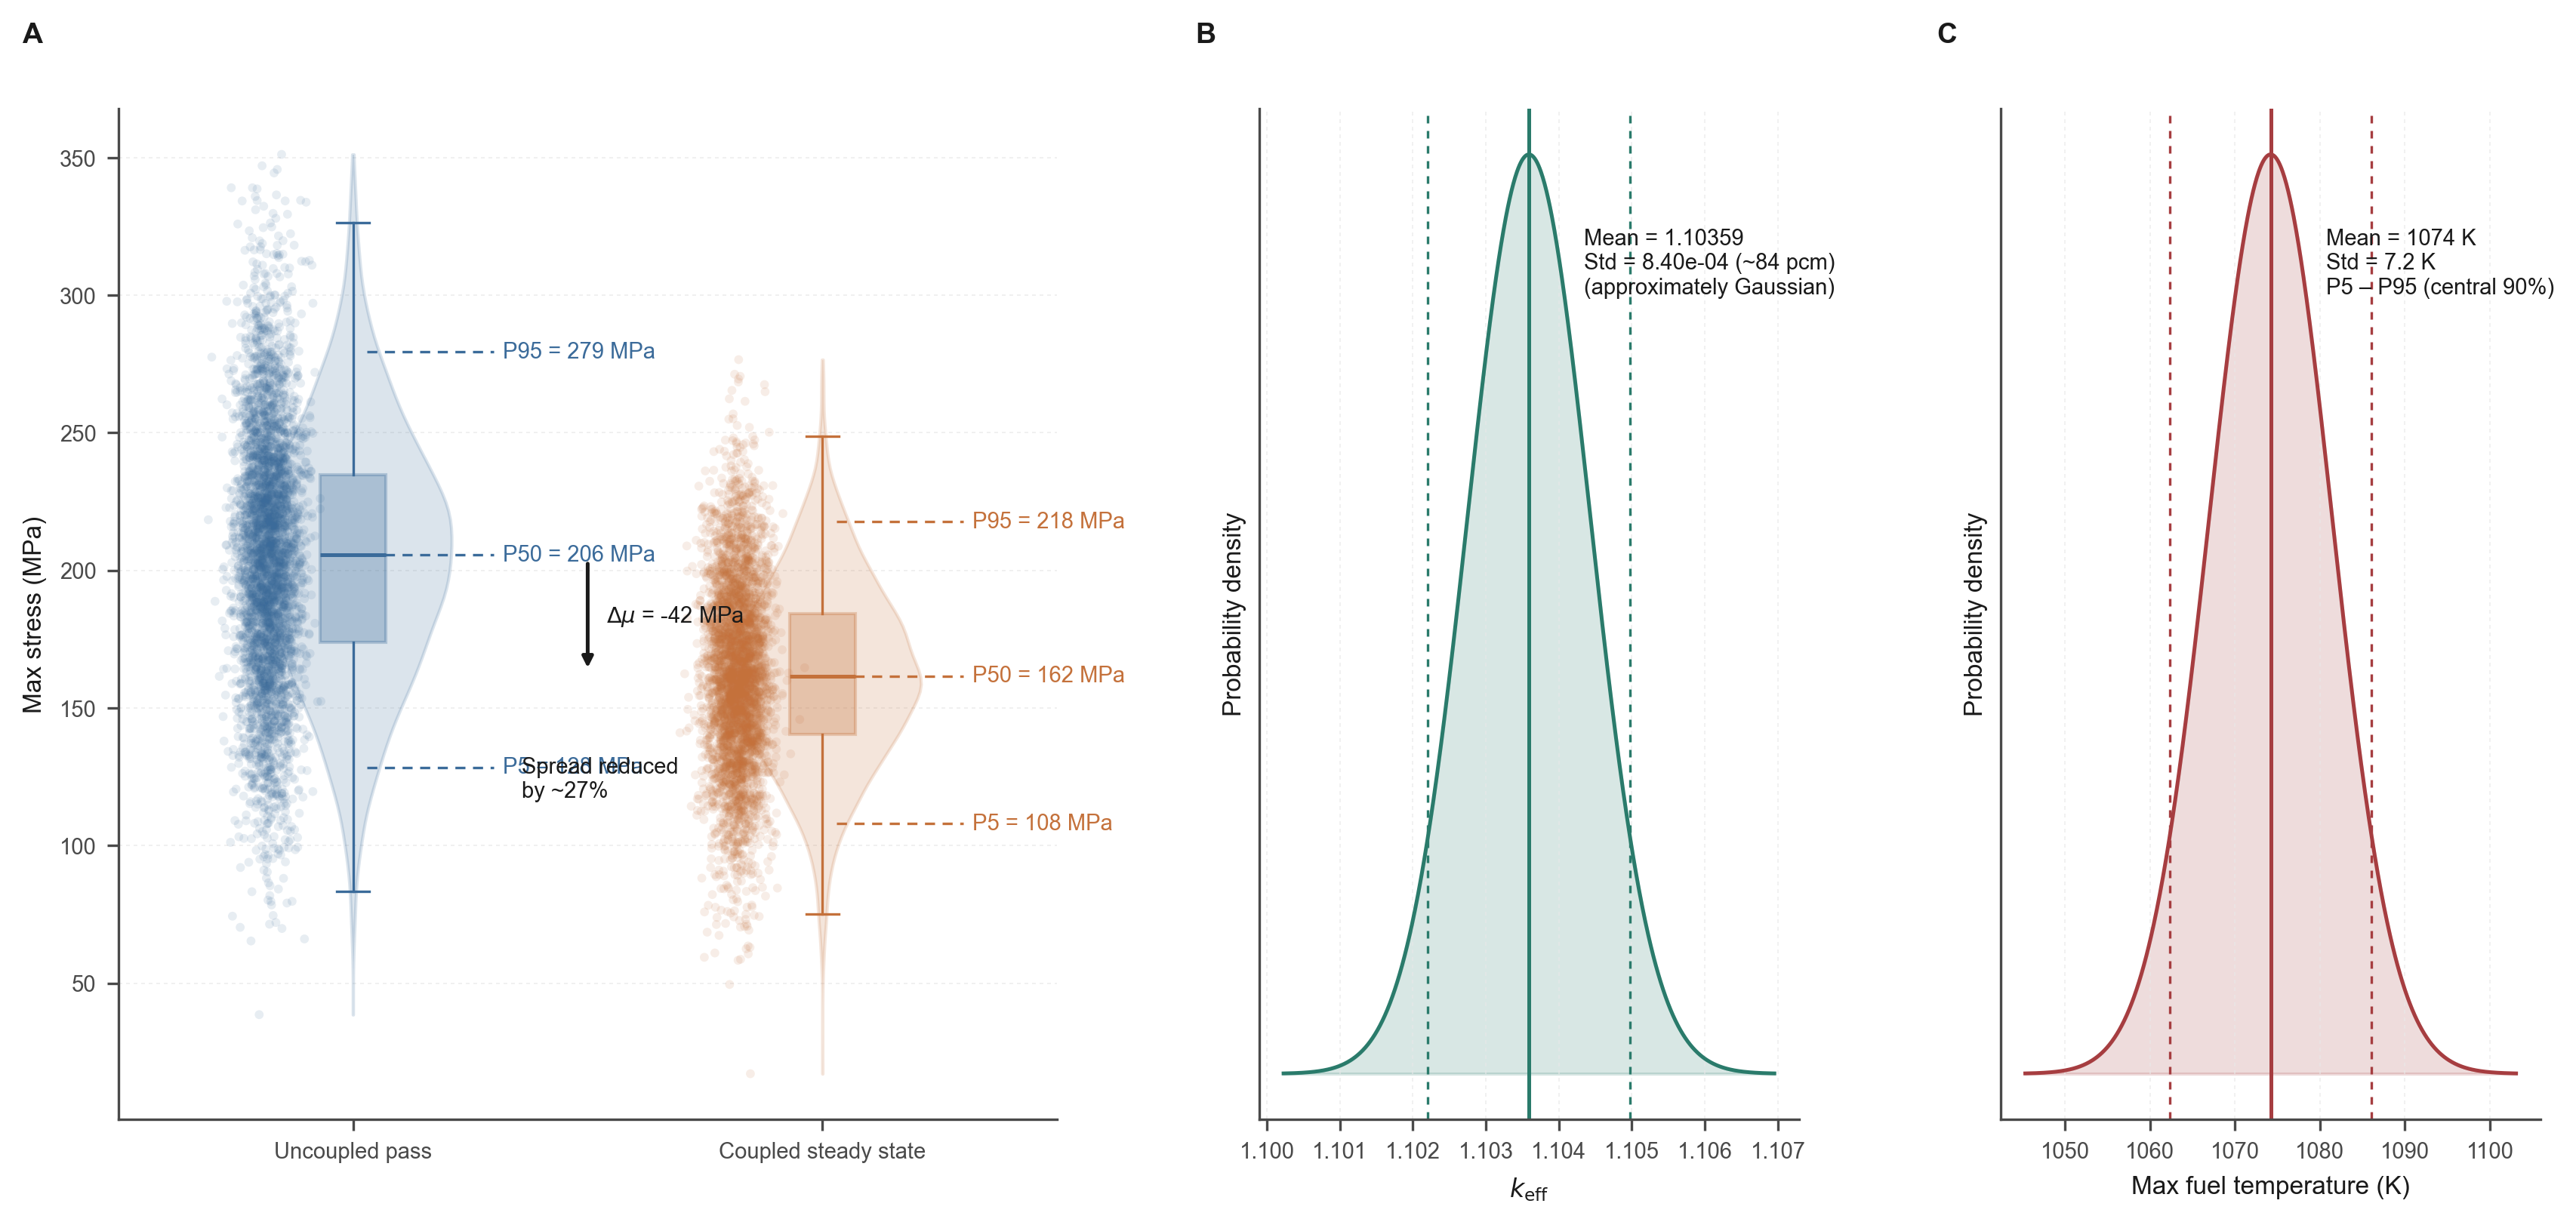 A
Max stress (MPa)
350
300
250
200
150
100
50
P95 = 279 MPa
P50 = 206 MPa
P5 = 128 MPa
Δμ = -42 MPa
Spread reduced
by ~27%
P95 = 218 MPa
P50 = 162 MPa
P5 = 108 MPa
Uncoupled pass
Coupled steady state
B
Probability density
Mean = 1.10359
Std = 8.40e-04 (~84 pcm)
(approximately Gaussian)
1.100 1.101 1.102 1.103 1.104 1.105 1.106 1.107
keff
C
Probability density
Mean = 1074 K
Std = 7.2 K
P5 – P95 (central 90%)
1050 1060 1070 1080 1090 1100
Max fuel temperature (K)